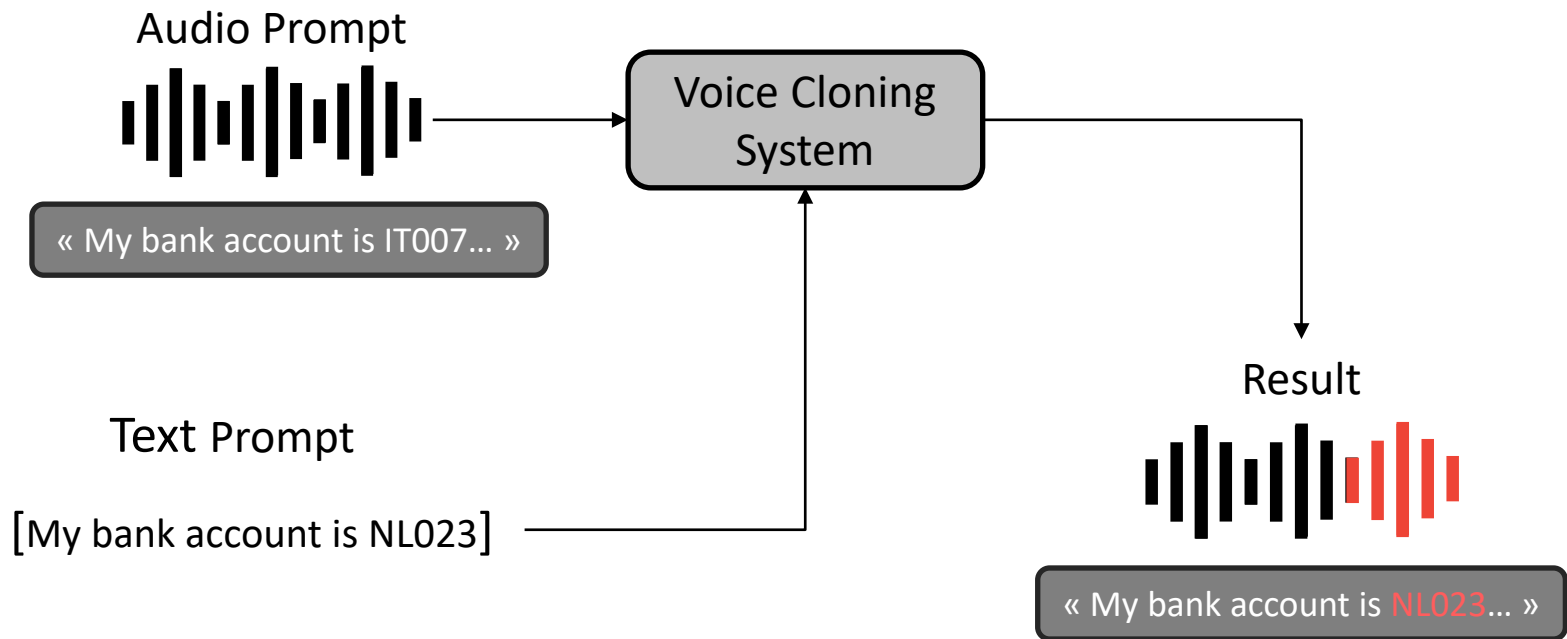 Audio Prompt
Voice Cloning
System
« My bank account is IT007... »
Result
Text Prompt
[My bank account is NL023]
« My bank account is NL023... »